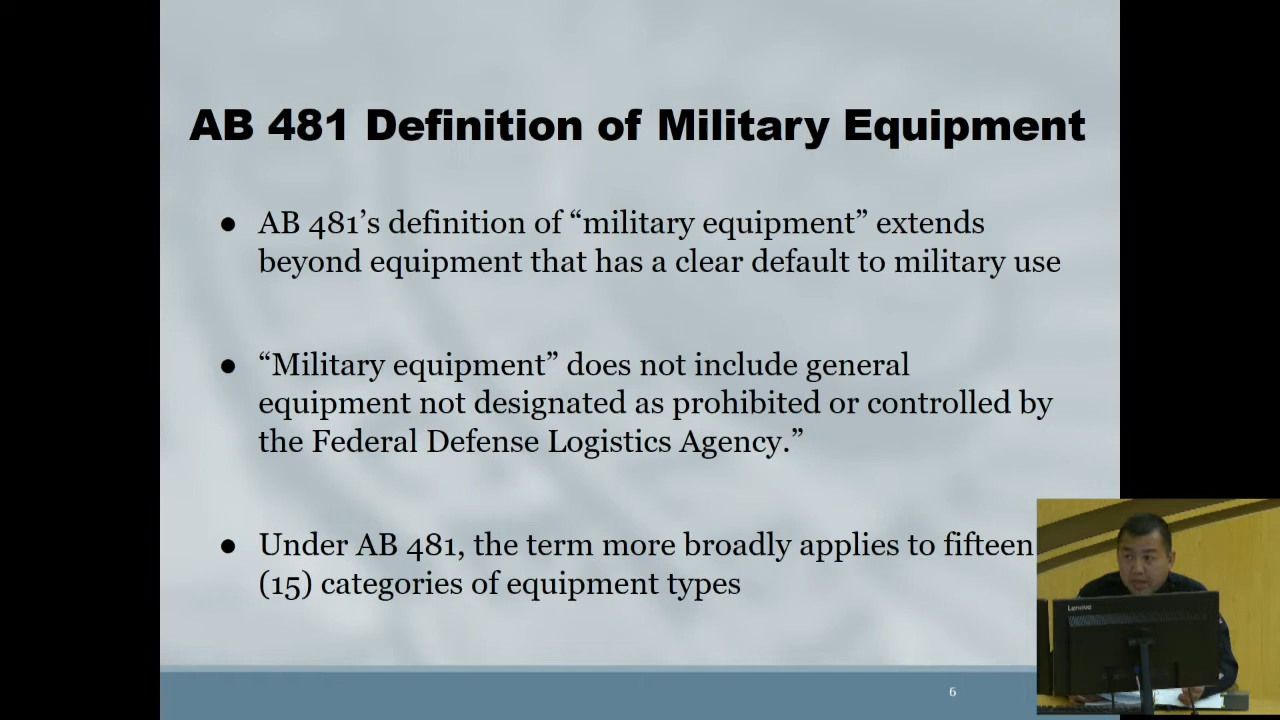 AB 481 Definition of Military Equipment
● AB 481’s definition of “military equipment” extends
beyond equipment that has a clear default to military use
● “Military equipment” does not include general
equipment not designated as prohibited or controlled by
the Federal Defense Logistics Agency.”
● Under AB 481, the term more broadly applies to fifteen
(15) categories of equipment types
6
Lenovo